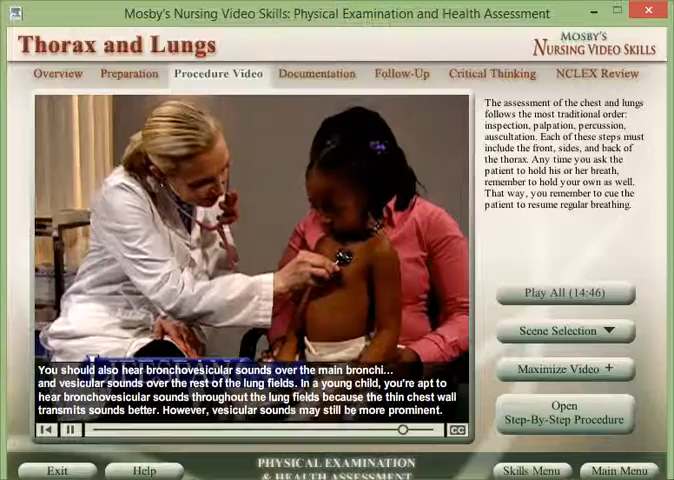 Mosby's Nursing Video Skills: Physical Examination and Health Assessment
Thorax and Lungs
MOSBY'S
NURSING VIDEO SKILLS
Overview Preparation Procedure Video Documentation Follow-Up Critical Thinking NCLEX Review
The assessment of the chest and lungs
follows the most traditional order:
inspection, palpation, percussion,
auscultation. Each of these steps must
include the front, sides, and back of
the thorax. Any time you ask the
patient to hold his or her breath,
remember to hold your own as well.
That way, you remember to cue the
patient to resume regular breathing.
You should also hear bronchovesicular sounds over the main bronchi...
and vesicular sounds over the rest of the lung fields. In a young child, you're apt to
hear bronchovesicular sounds throughout the lung fields because the thin chest wall
transmits sounds better. However, vesicular sounds may still be more prominent.
CC
Play All (14:46)
Scene Selection
Maximize Video +
Open
Step-By-Step Procedure
Exit Help
PHYSICAL EXAMINATION
& HEALTH ASSESSMENT
Skills Menu Main Menu